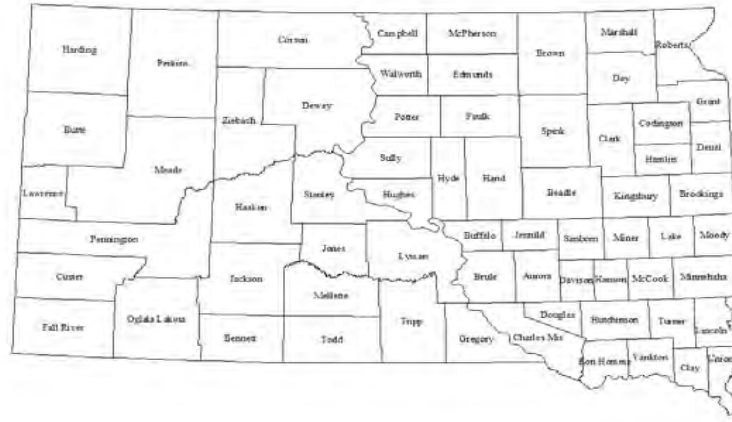 Harding
Perkins
Corson
Campbell
McPherson
Brown
Marshall
Roberts
Walworth
Edmunds
Day
Dewey
Ziebach
Potter
Faulk
Spink
Clark
Codington
Grant
Butte
Meade
Sully
Hyde
Hand
Hamlin
Deuel
Lawrence
Haakon
Stanley
Hughes
Beadle
Kingsbury
Brookings
Pennington
Jones
Lyman
Buffalo
Jerauld
Sanborn
Miner
Lake
Moody
Custer
Jackson
Mellette
Brule
Aurora
Davison
Hanson
McCook
Minnehaha
Fall River
Oglala Lakota
Bennett
Todd
Tripp
Gregory
Charles Mix
Douglas
Hutchinson
Turner
Lincoln
Bon Homme
Yankton
Clay
Union